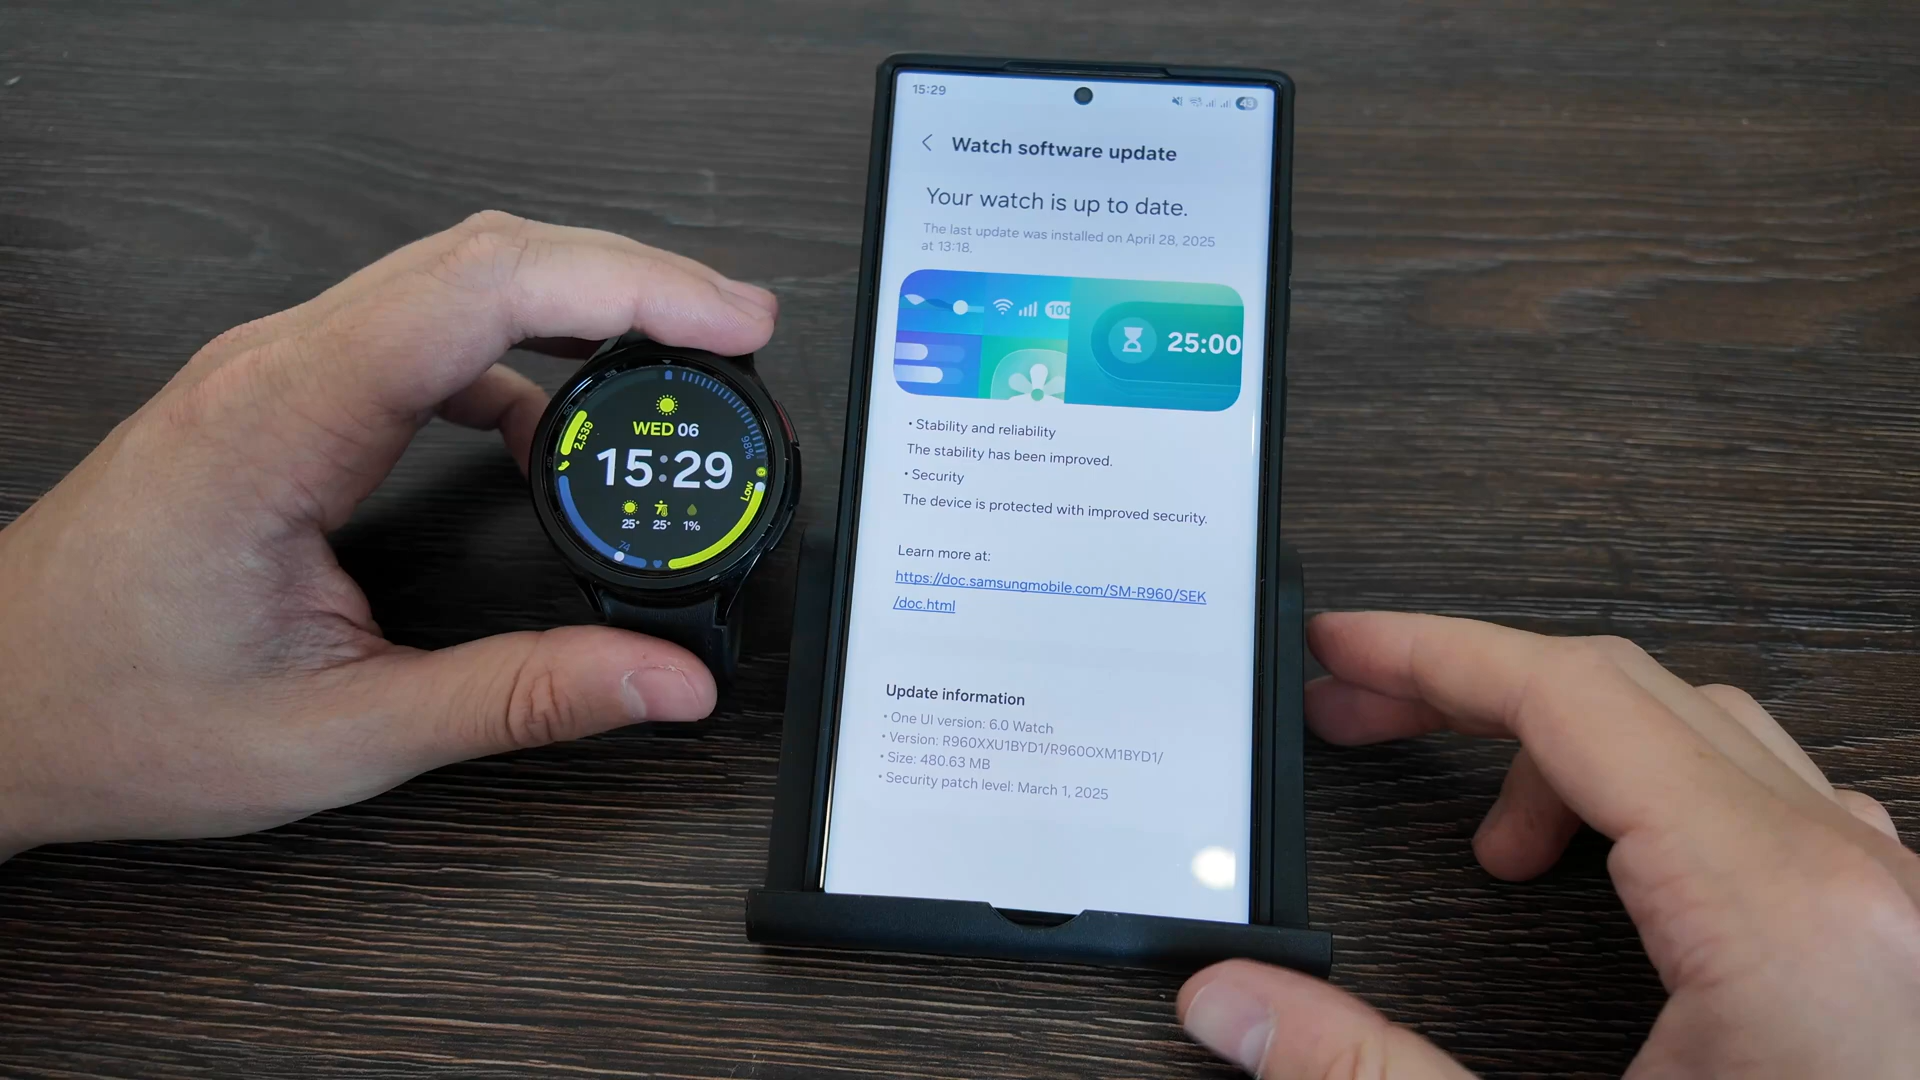 WED 06
15:29
25° 25° 1%
2,539
98%
LOW
74
15:29
43
Watch software update
Your watch is up to date.
The last update was installed on April 28, 2025
at 13:18.
100
25:00
• Stability and reliability
The stability has been improved.
• Security
The device is protected with improved security.
Learn more at:
https://doc.samsungmobile.com/SM-R960/SEK
/doc.html
Update information
• One UI version: 6.0 Watch
• Version: R960XXU1BYD1/R960OXM1BYD1/
• Size: 480.63 MB
• Security patch level: March 1, 2025